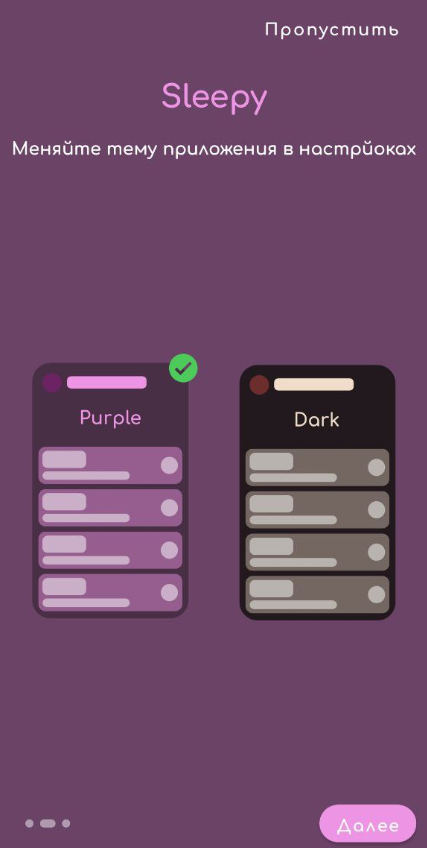 Пропустить
Sleepy
Меняйте тему приложения в настрйоках
Purple
Dark
Далее